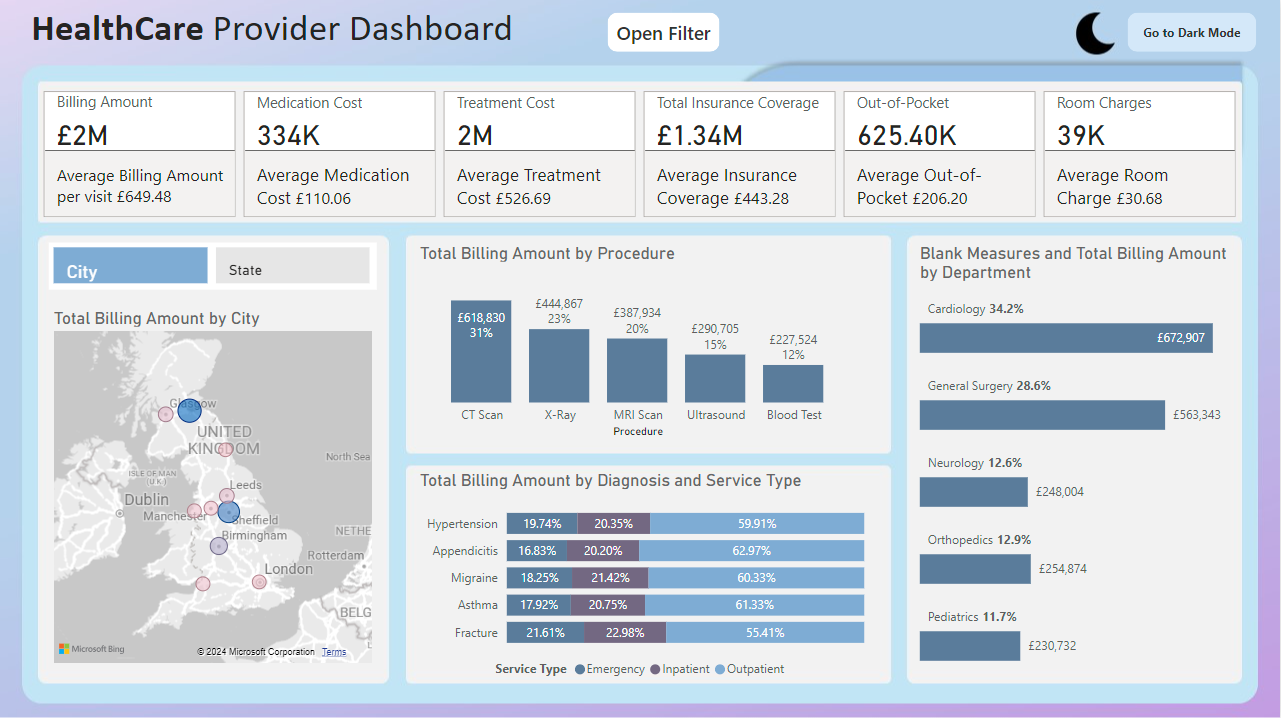 HealthCare Provider Dashboard
Open Filter
Go to Dark Mode
Billing Amount
£2M
Average Billing Amount
per visit £649.48
Medication Cost
334K
Average Medication
Cost £110.06
Treatment Cost
2M
Average Treatment
Cost £526.69
Total Insurance Coverage
£1.34M
Average Insurance
Coverage £443.28
Out-of-Pocket
625.40K
Average Out-of-
Pocket £206.20
Room Charges
39K
Average Room
Charge £30.68
City
State
Total Billing Amount by City
Glasgow
UNITED
KINGDOM
North Sea
ISLE OF MAN
(U.K.)
Leeds
Dublin
Manchester
Sheffield
NETHE
Birmingham
Rotterdam
London
BELG
Microsoft Bing
© 2024 Microsoft Corporation Terms
Total Billing Amount by Procedure
£618,830
31%
£444,867
23%
£387,934
20%
£290,705
15%
£227,524
12%
CT Scan
X-Ray
MRI Scan
Ultrasound
Blood Test
Procedure
Total Billing Amount by Diagnosis and Service Type
Hypertension 19.74% 20.35% 59.91%
Appendicitis 16.83% 20.20% 62.97%
Migraine 18.25% 21.42% 60.33%
Asthma 17.92% 20.75% 61.33%
Fracture 21.61% 22.98% 55.41%
Service Type Emergency Inpatient Outpatient
Blank Measures and Total Billing Amount
by Department
Cardiology 34.2%
£672,907
General Surgery 28.6%
£563,343
Neurology 12.6%
£248,004
Orthopedics 12.9%
£254,874
Pediatrics 11.7%
£230,732